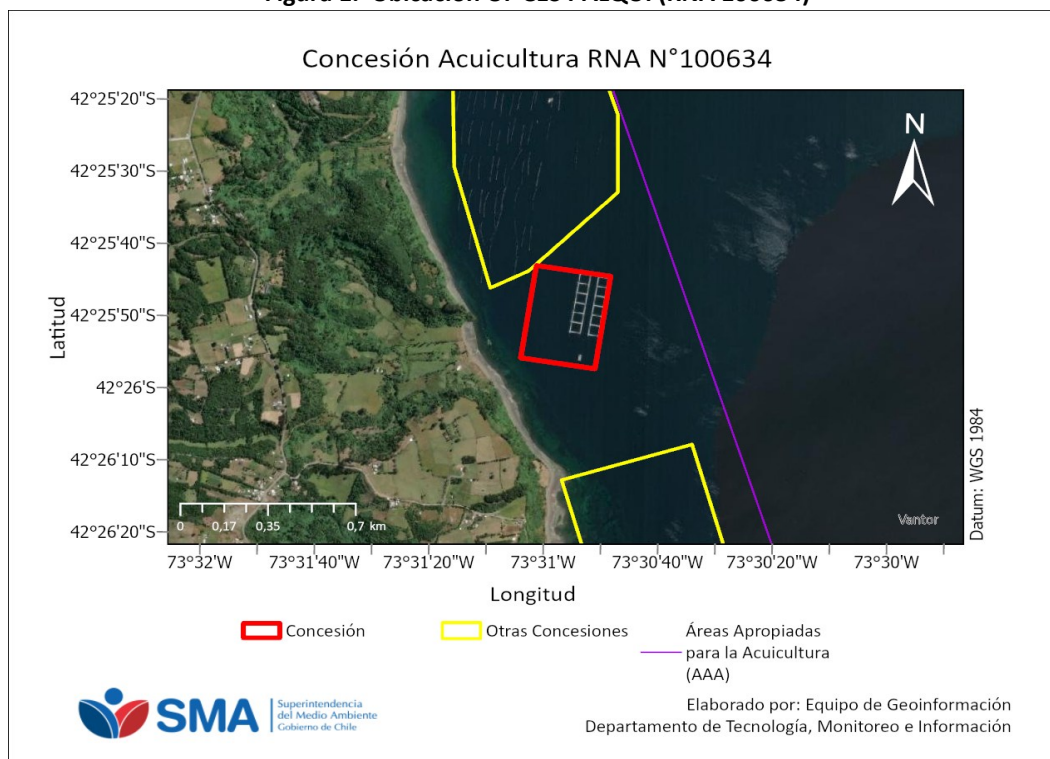 Concesión Acuicultura RNA N°100634
N
42°25'20"S
42°25'30"S
42°25'40"S
42°25'50"S
42°26'S
42°26'10"S
42°26'20"S
Latitud
0 0,17 0,35 0,7 km
Vantor
Datum: WGS 1984
73°32'W 73°31'40"W 73°31'20"W 73°31'W 73°30'40"W 73°30'20"W 73°30'W
Longitud
Concesión
Otras Concesiones
Áreas Apropiadas
para la Acuicultura
(AAA)
SMA
Superintendencia
del Medio Ambiente
Gobierno de Chile
Elaborado por: Equipo de Geoinformación
Departamento de Tecnología, Monitoreo e Información